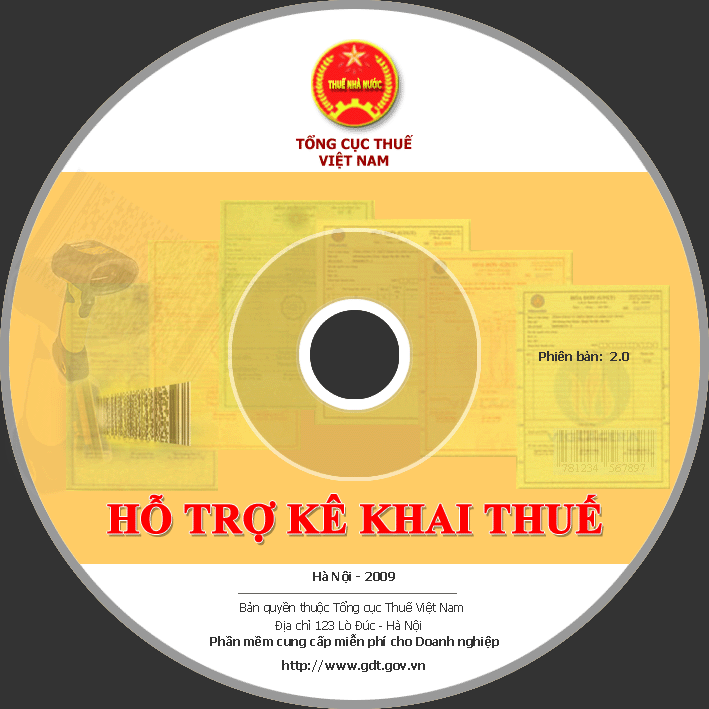 THUẾ NHÀ NƯỚC
TỔNG CỤC THUẾ
VIỆT NAM
Phiên bản: 2.0
781234 567897
HỖ TRỢ KÊ KHAI THUẾ
Hà Nội - 2009
Bản quyền thuộc Tổng cục Thuế Việt Nam
Địa chỉ 123 Lò Đúc - Hà Nội
Phần mềm cung cấp miễn phí cho Doanh nghiệp
http://www.gdt.gov.vn